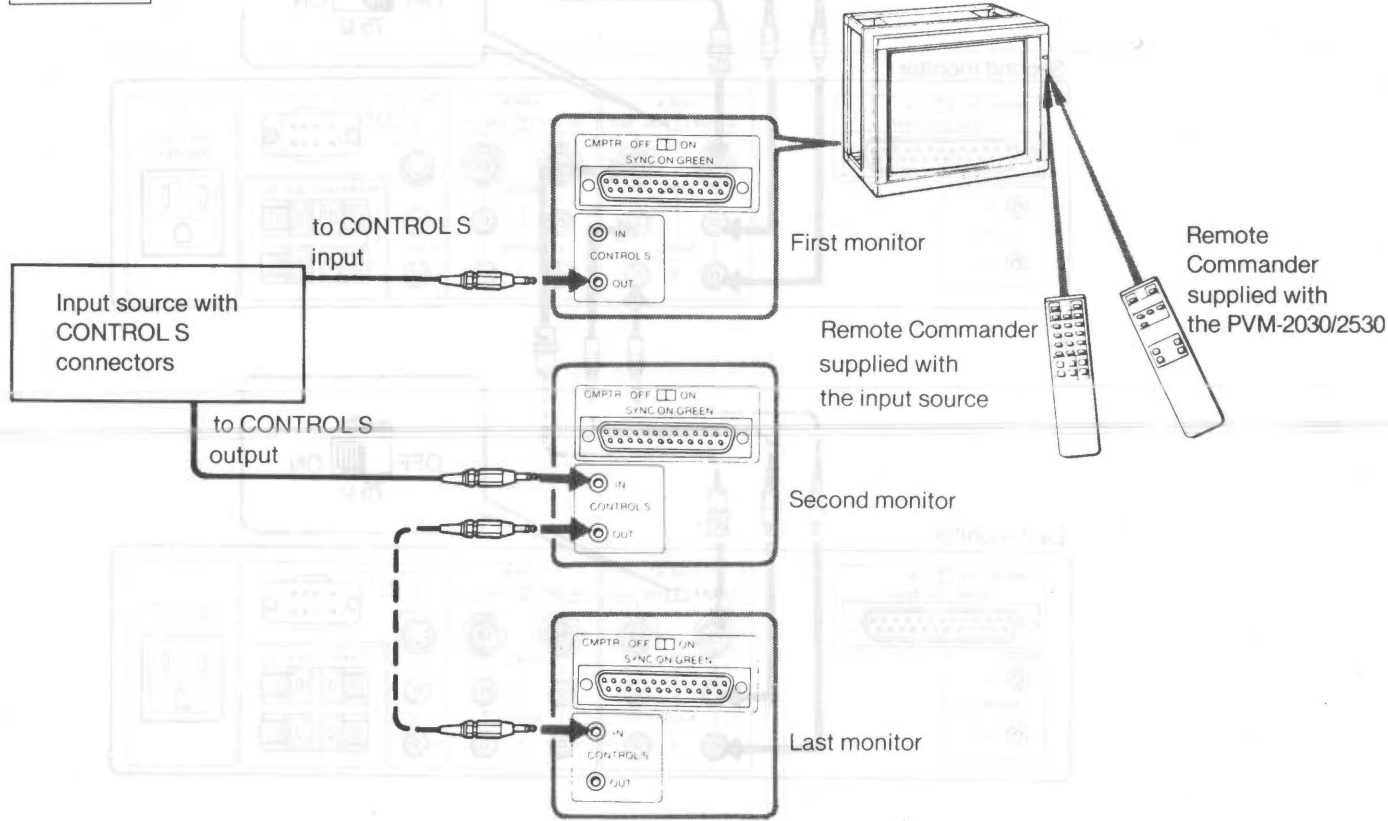 CMPTR OFF ON
SYNC ON GREEN
IN
CONTROL S
OUT
First monitor
to CONTROL S
input
Input source with
CONTROL S
connectors
Remote
Commander
supplied with
the PVM-2030/2530
Remote Commander
supplied with
the input source
to CONTROL S
output
CMPTR OFF ON
SYNC ON GREEN
IN
CONTROL S
OUT
Second monitor
CMPTR OFF ON
SYNC ON GREEN
IN
CONTROL S
OUT
Last monitor